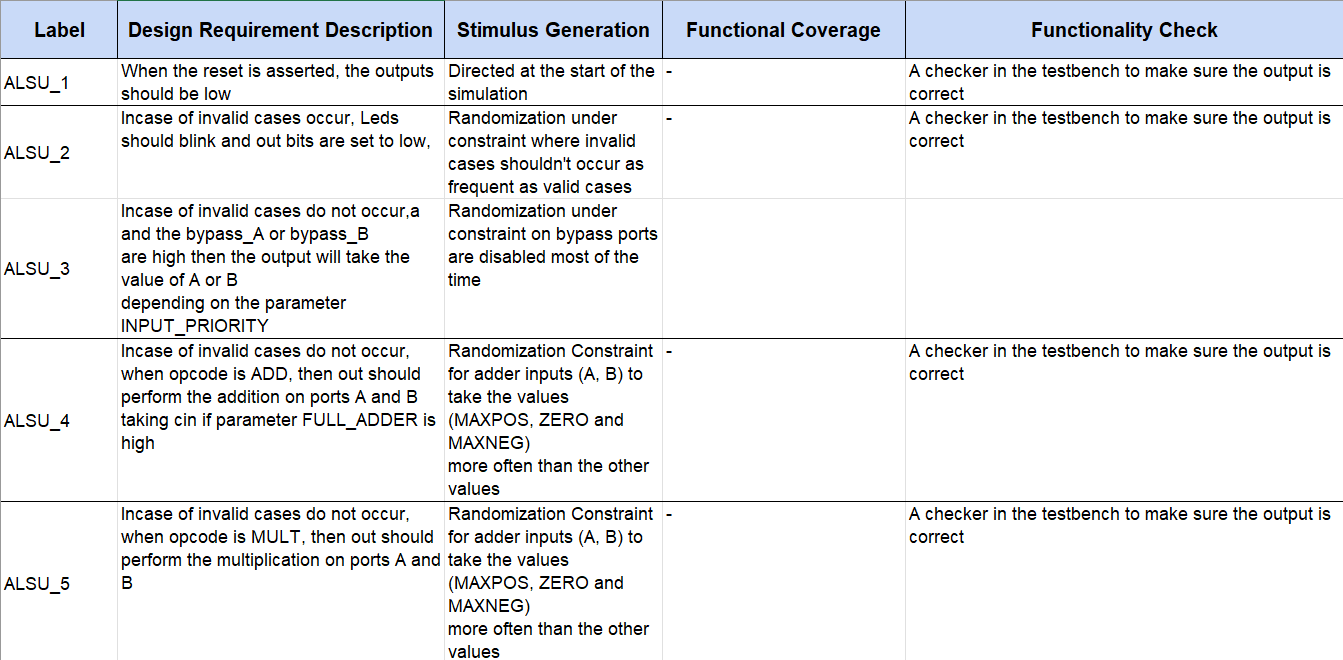 Label Design Requirement Description Stimulus Generation Functional Coverage Functionality Check
ALSU_1
When the reset is asserted, the outputs
should be low
Directed at the start of the
simulation
-
A checker in the testbench to make sure the output is
correct
ALSU_2
Incase of invalid cases occur, Leds
should blink and out bits are set to low,
Randomization under
constraint where invalid
cases shouldn't occur as
frequent as valid cases
-
A checker in the testbench to make sure the output is
correct
ALSU_3
Incase of invalid cases do not occur,a
and the bypass_A or bypass_B
are high then the output will take the
value of A or B
depending on the parameter
INPUT_PRIORITY
Randomization under
constraint on bypass ports
are disabled most of the
time
ALSU_4
Incase of invalid cases do not occur,
when opcode is ADD, then out should
perform the addition on ports A and B
taking cin if parameter FULL_ADDER is
high
Randomization Constraint
for adder inputs (A, B) to
take the values
(MAXPOS, ZERO and
MAXNEG)
more often than the other
values
-
A checker in the testbench to make sure the output is
correct
ALSU_5
Incase of invalid cases do not occur,
when opcode is MULT, then out should
perform the multiplication on ports A and
B
Randomization Constraint
for adder inputs (A, B) to
take the values
(MAXPOS, ZERO and
MAXNEG)
more often than the other
values
-
A checker in the testbench to make sure the output is
correct